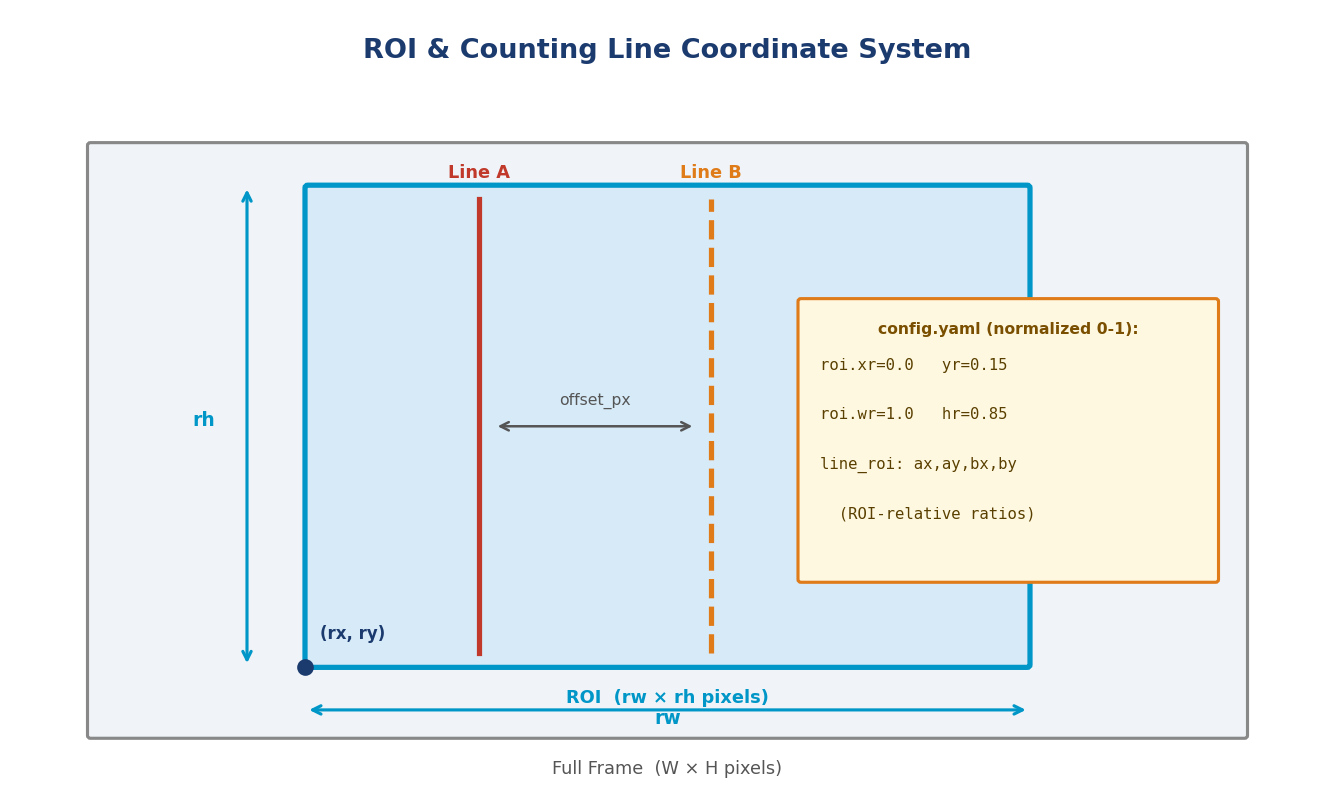 ROI & Counting Line Coordinate System
Line A
Line B
config.yaml (normalized 0-1):
roi.xr=0.0   yr=0.15
roi.wr=1.0   hr=0.85
line_roi: ax,ay,bx,by
(ROI-relative ratios)
offset_px
rh
(rx, ry)
ROI  (rw × rh pixels)
rw
Full Frame  (W × H pixels)